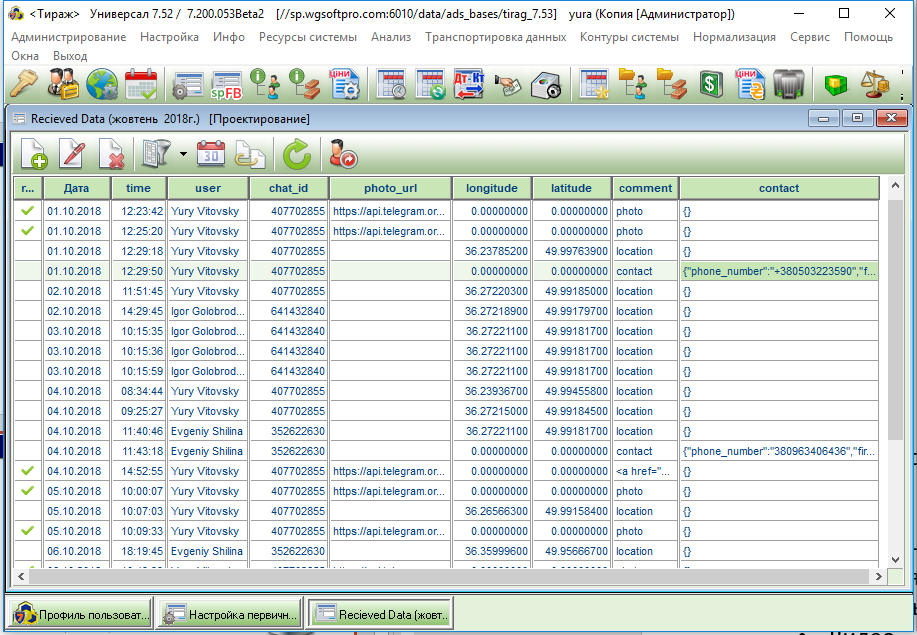 <Тираж>  Универсал 7.52 /  7.200.053Beta2   [//sp.wgsoftpro.com:6010/data/ads_bases/tirag_7.53]   yura (Копия [Администратор])
Администрирование Настройка Инфо Ресурсы системы Анализ Транспортировка данных Контуры системы Нормализация Сервис Помощь
Окна Выход
Recieved Data (жовтень  2018г.)   [Проектирование]
r... Дата time user chat_id photo_url longitude latitude comment contact
01.10.2018 12:23:42 Yury Vitovsky 407702855 https://api.telegram.or... 0.00000000 0.00000000 photo {}
01.10.2018 12:25:20 Yury Vitovsky 407702855 https://api.telegram.or... 0.00000000 0.00000000 photo {}
01.10.2018 12:29:18 Yury Vitovsky 407702855 36.23785200 49.99763900 location {}
01.10.2018 12:29:50 Yury Vitovsky 407702855 0.00000000 0.00000000 contact {"phone_number":"+380503223590","f...
02.10.2018 11:51:45 Yury Vitovsky 407702855 36.27220300 49.99185000 location {}
02.10.2018 14:29:45 Igor Golobrod... 641432840 36.27218900 49.99179700 location {}
03.10.2018 10:15:35 Igor Golobrod... 641432840 36.27221100 49.99181700 location {}
03.10.2018 10:15:36 Igor Golobrod... 641432840 36.27221100 49.99181700 location {}
03.10.2018 10:15:59 Igor Golobrod... 641432840 36.27221100 49.99181700 location {}
04.10.2018 08:34:44 Yury Vitovsky 407702855 36.23936700 49.99455800 location {}
04.10.2018 09:25:27 Yury Vitovsky 407702855 36.27215000 49.99184500 location {}
04.10.2018 11:40:46 Evgeniy Shilina 352622630 36.27221100 49.99181700 location {}
04.10.2018 11:43:18 Evgeniy Shilina 352622630 0.00000000 0.00000000 contact {"phone_number":"380963406436","fir...
04.10.2018 14:52:55 Yury Vitovsky 407702855 https://api.telegram.or... 0.00000000 0.00000000 <a href="... {}
05.10.2018 10:00:07 Yury Vitovsky 407702855 https://api.telegram.or... 0.00000000 0.00000000 photo {}
05.10.2018 10:07:03 Yury Vitovsky 407702855 36.26566300 49.99158400 location {}
05.10.2018 10:09:33 Yury Vitovsky 407702855 https://api.telegram.or... 0.00000000 0.00000000 photo {}
06.10.2018 18:19:45 Evgeniy Shilina 352622630 36.35999600 49.95666700 location {}
Профиль пользоват... Настройка первичн... Recieved Data (жовт...